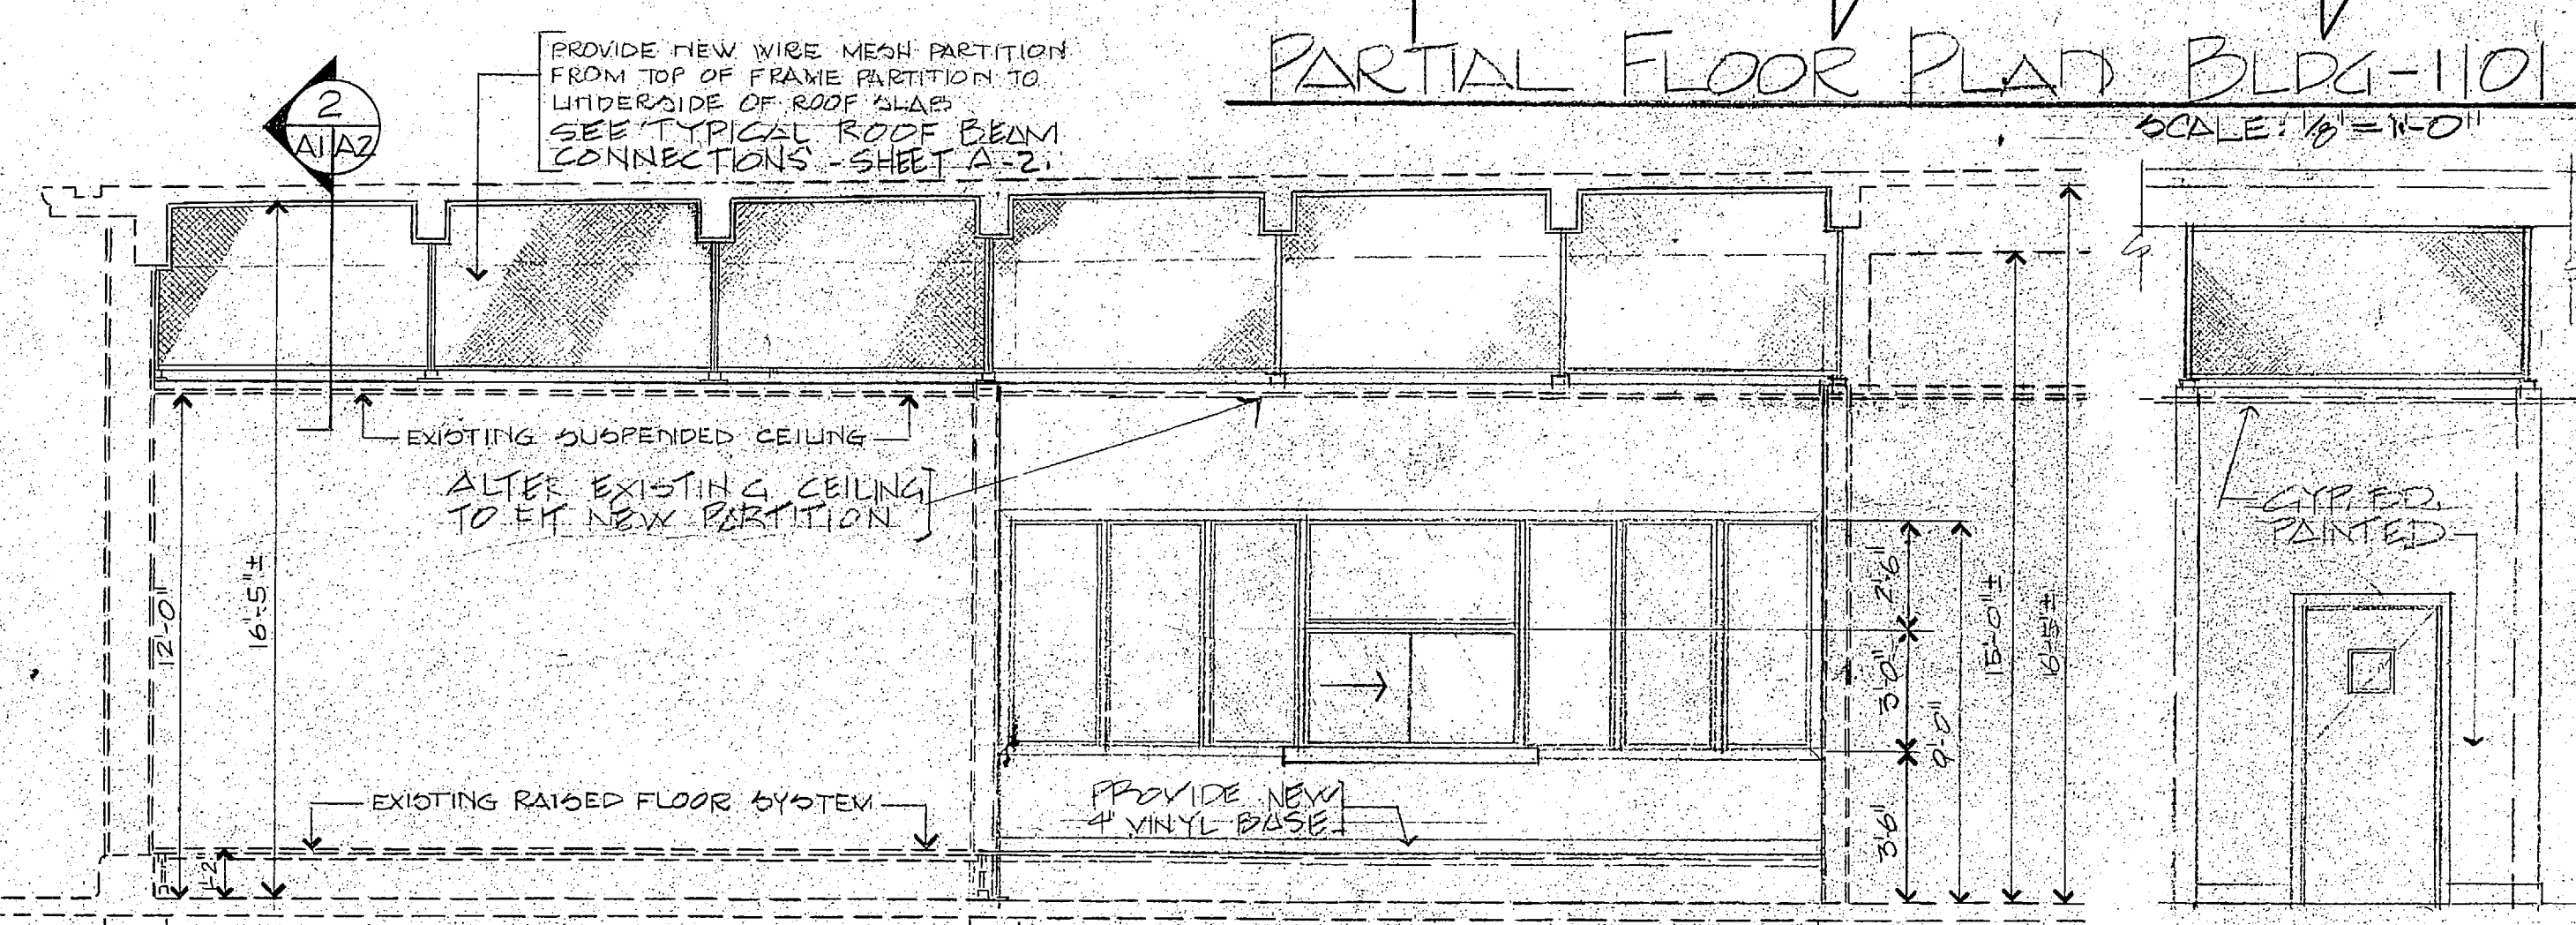 PARTIAL FLOOR PLAN BLDG-1101
SCALE: 1/8" = 1'-0"
2
A1 A2
PROVIDE NEW WIRE MESH PARTITION
FROM TOP OF FRAME PARTITION TO
UNDERSIDE OF ROOF SLAB
SEE TYPICAL ROOF BEAM
CONNECTIONS - SHEET A-2.
EXISTING SUSPENDED CEILING
ALTER EXISTING CEILING
TO FIT NEW PARTITION
12'-0"
16'-5"±
EXISTING RAISED FLOOR SYSTEM
1'-2
PROVIDE NEW
4" VINYL BASE
2'-6"
3'-0"
3'6"
9'-0"
15'-0"±
16'-5"±
GYP. BD.
PAINTED